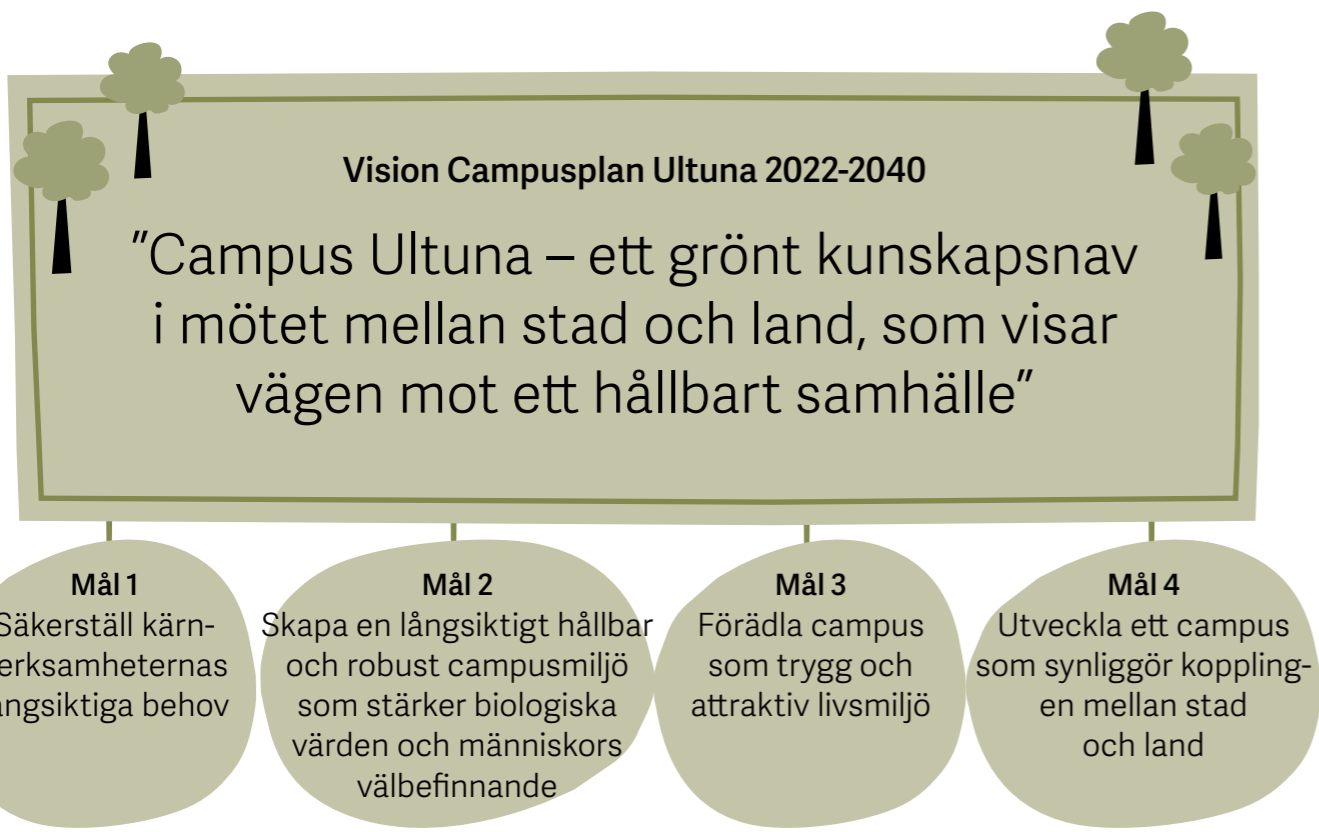 Vision Campusplan Ultuna 2022-2040
”Campus Ultuna – ett grönt kunskapsnav
i mötet mellan stad och land, som visar
vägen mot ett hållbart samhälle”
Mål 1
Säkerställ kärn-
erksamheternas
ångsiktiga behov
Mål 2
Skapa en långsiktigt hållbar
och robust campusmiljö
som stärker biologiska
värden och människors
välbefinnande
Mål 3
Förädla campus
som trygg och
attraktiv livsmiljö
Mål 4
Utveckla ett campus
som synliggör koppling-
en mellan stad
och land